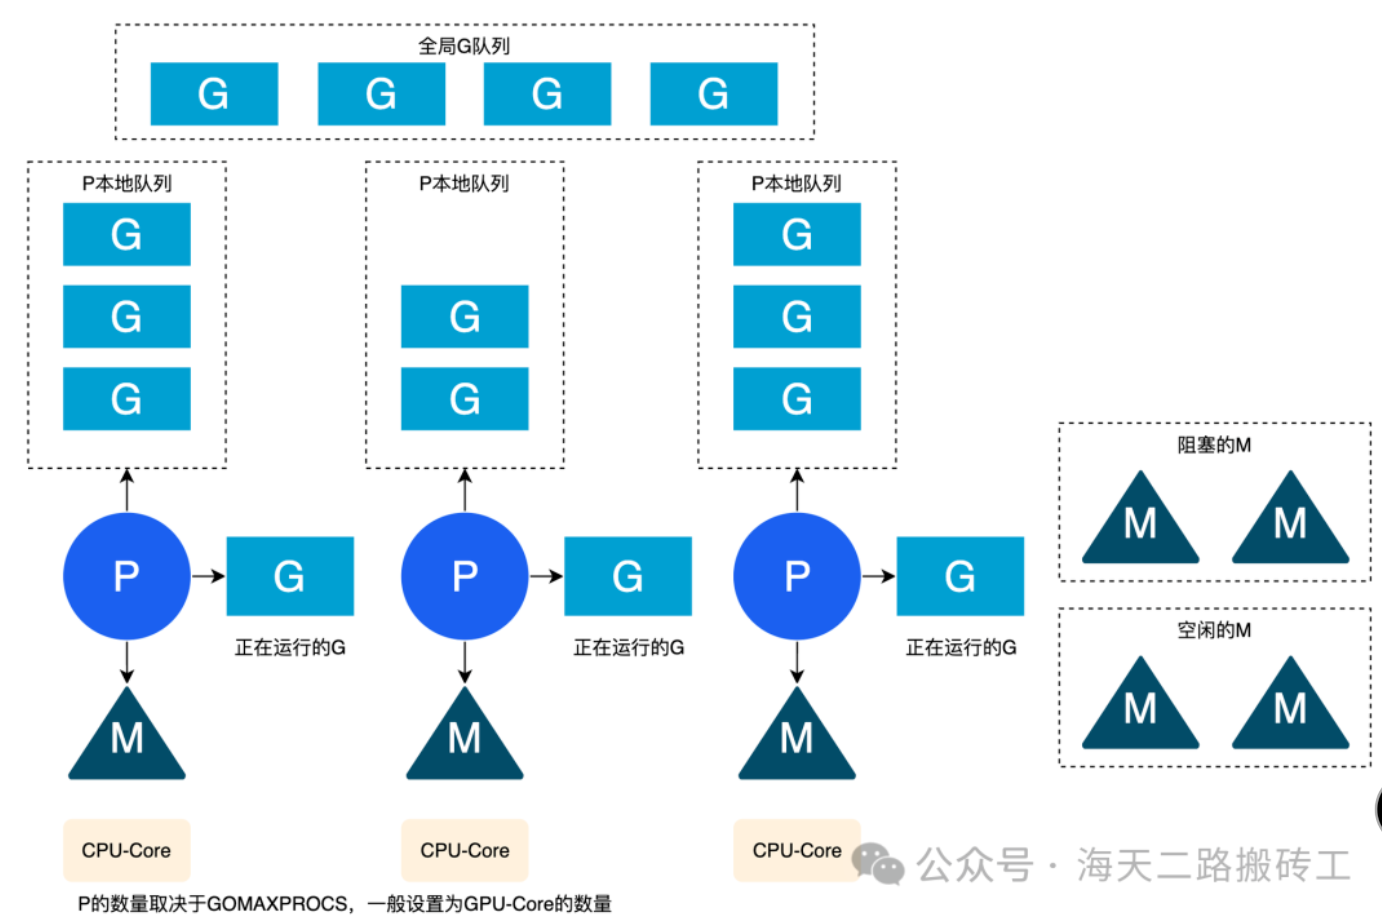 全局G队列
G G G G
P本地队列 P本地队列 P本地队列
G G
G G G
G G G
阻塞的M
M M
P G P G P G
正在运行的G 正在运行的G 正在运行的G
空闲的M
M M
M M M
CPU-Core CPU-Core CPU-Core
公众号 · 海天二路搬砖工
P的数量取决于GOMAXPROCS，一般设置为GPU-Core的数量